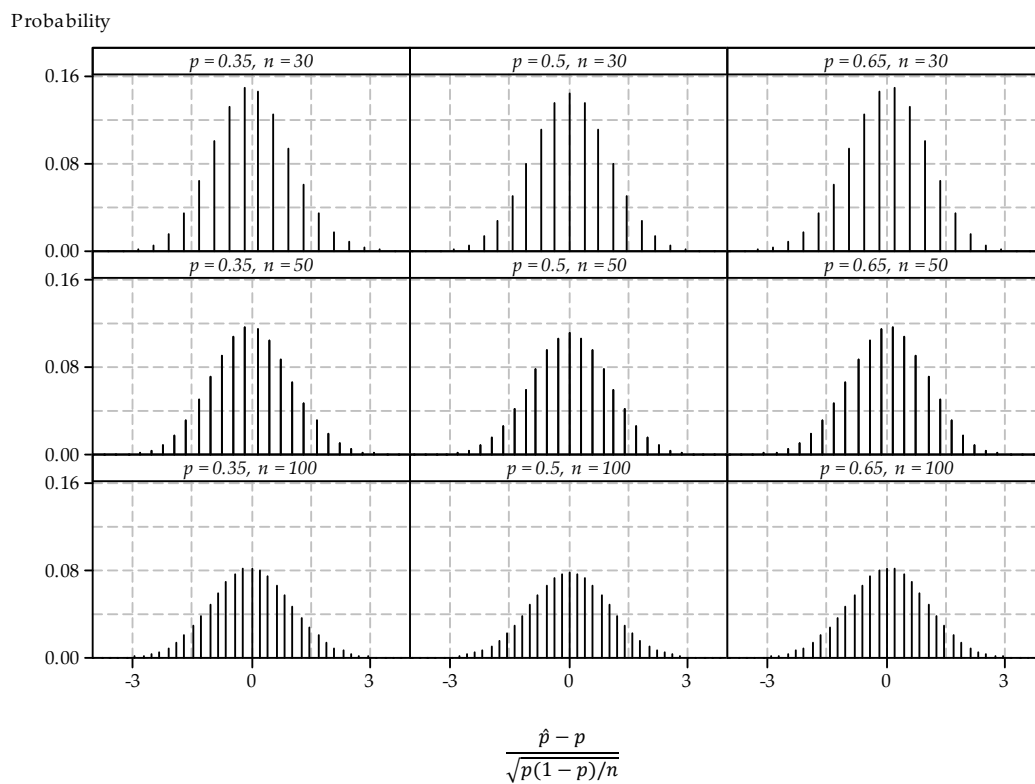 Probability
p = 0.35, n = 30 p = 0.5, n = 30 p = 0.65, n = 30
0.16
0.08
0.00
p = 0.35, n = 50 p = 0.5, n = 50 p = 0.65, n = 50
0.16
0.08
0.00
p = 0.35, n = 100 p = 0.5, n = 100 p = 0.65, n = 100
0.16
0.08
0.00
-3 0 3 -3 0 3 -3 0 3
p̂ − p
√p(1 − p)/n